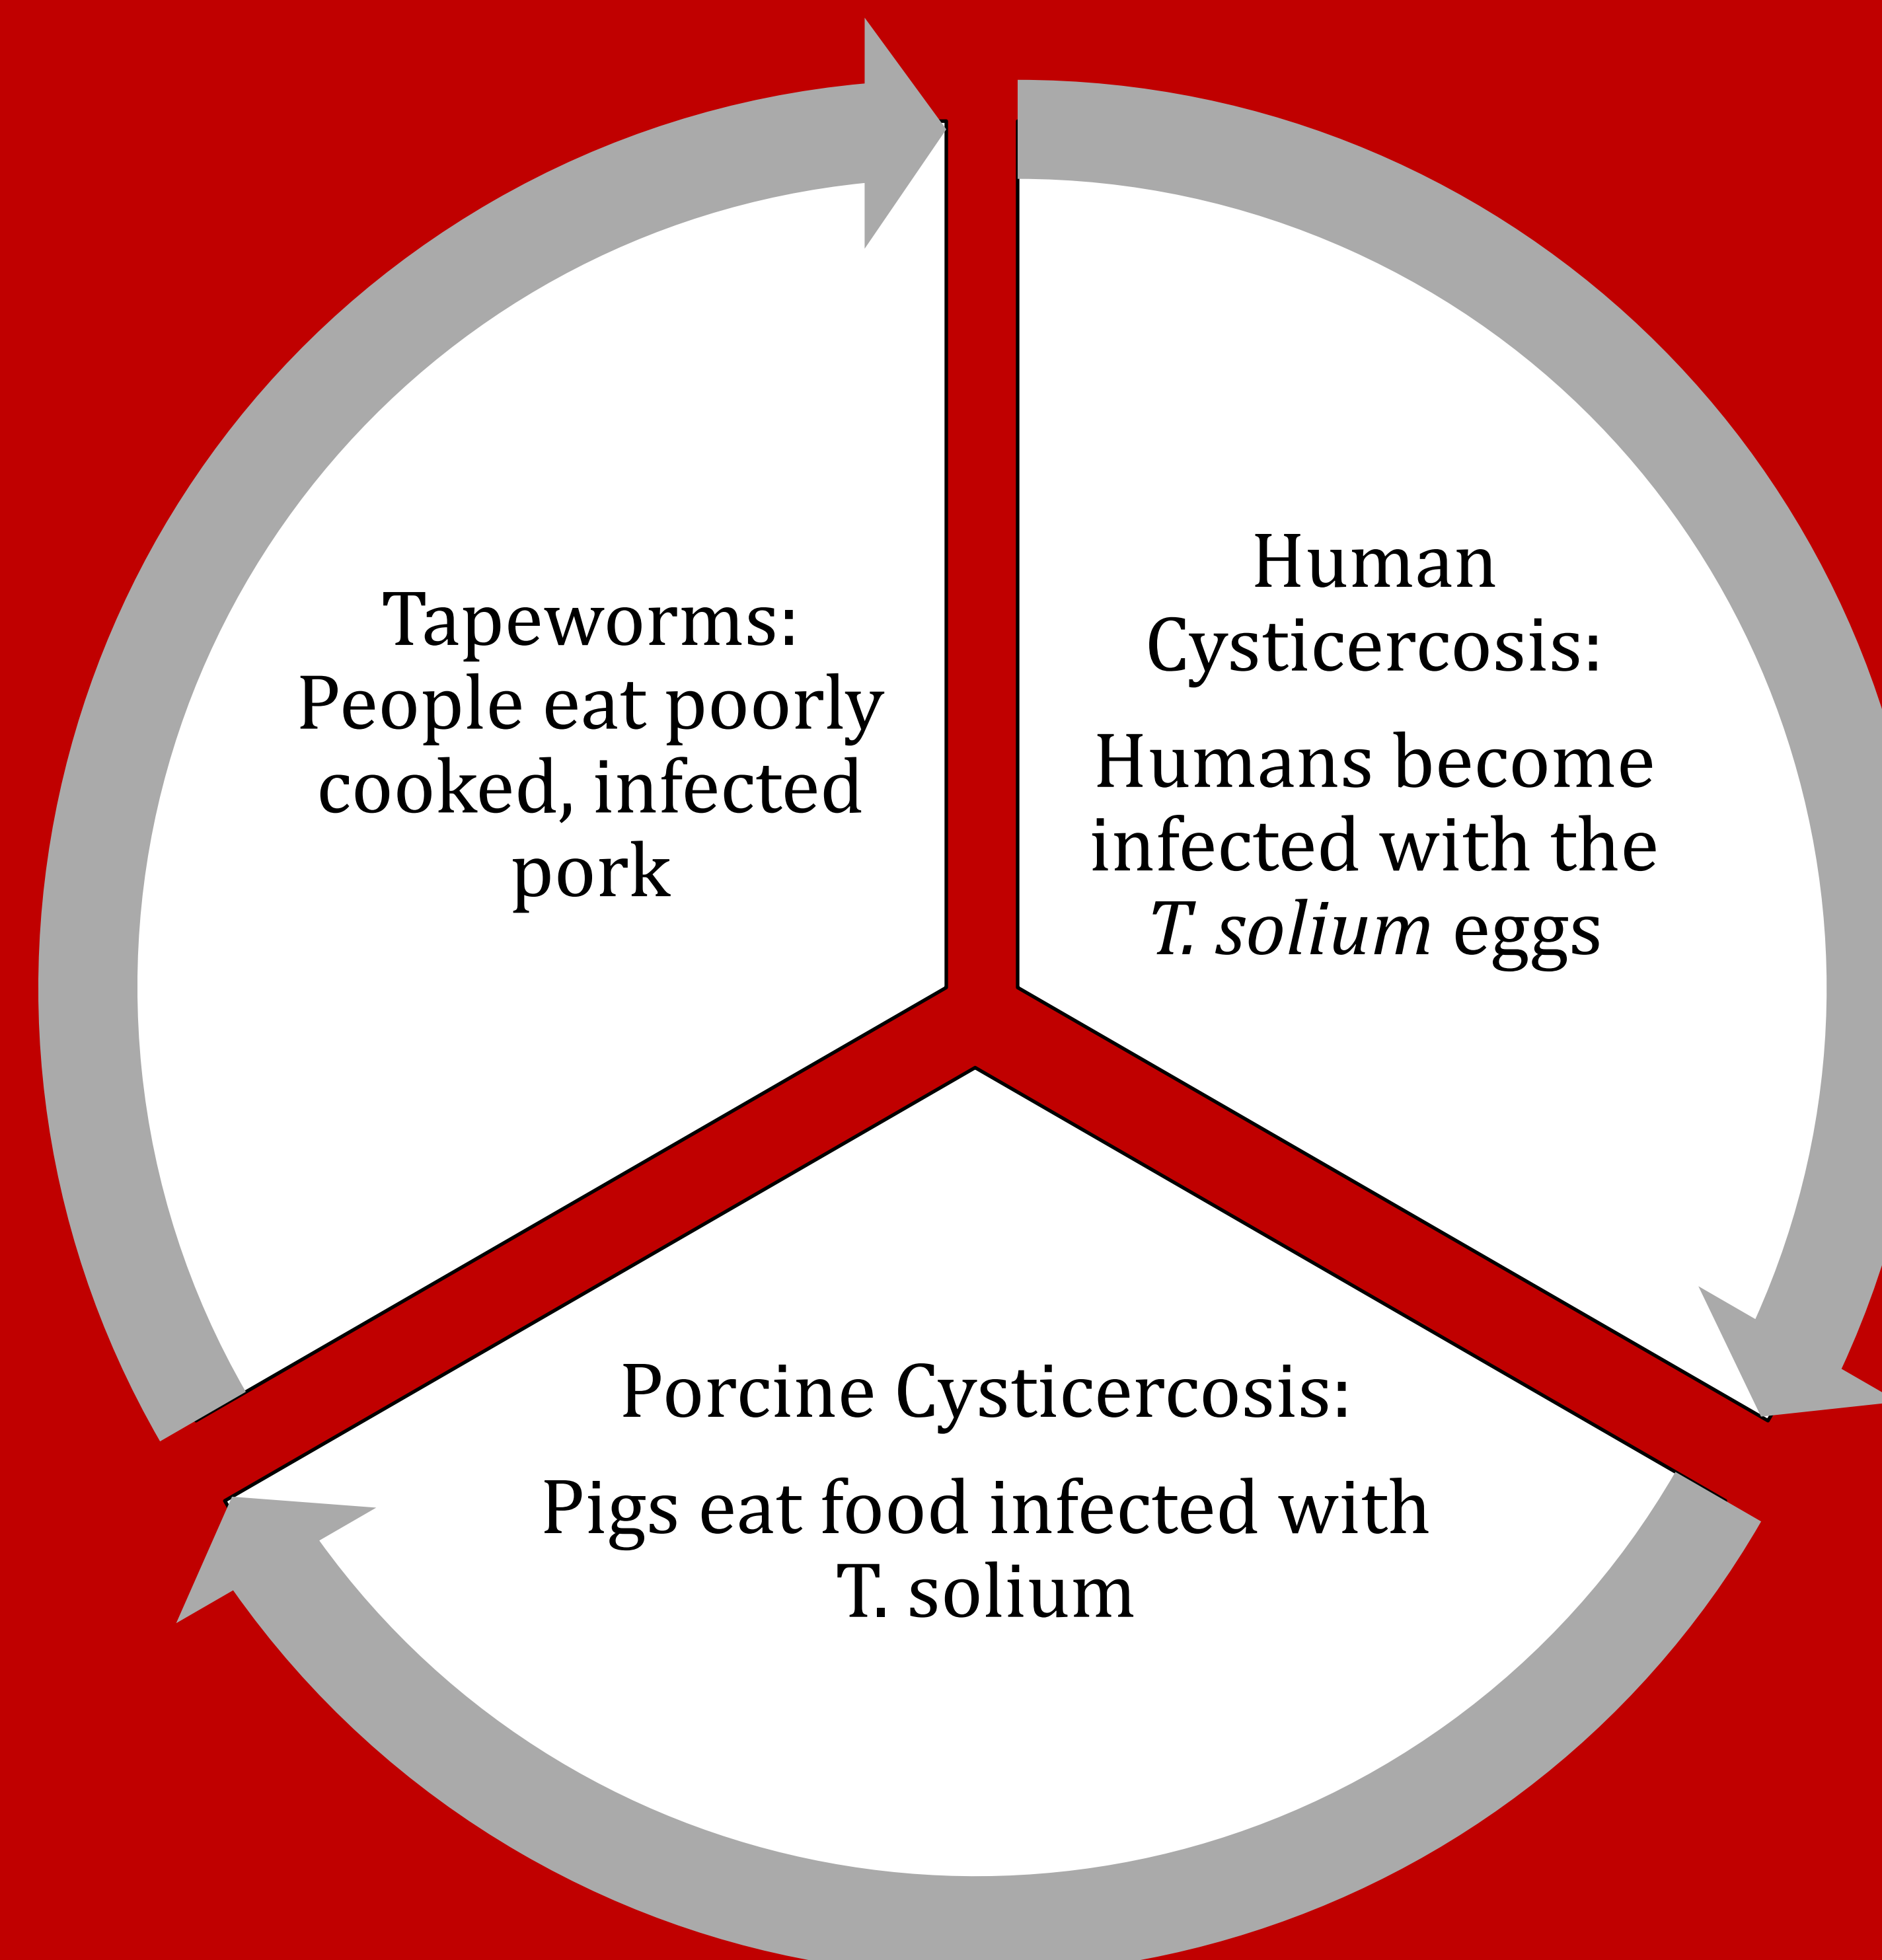 Tapeworms:
People eat poorly
cooked, infected
pork
Human
Cysticercosis:
Humans become
infected with the
T. solium eggs
Porcine Cysticercosis:
Pigs eat food infected with
T. solium